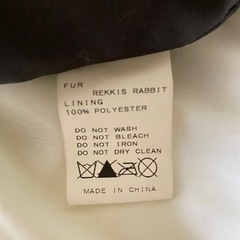 FUR
REKKIS RABBIT
LINING
100% POLYESTER
DO NOT WASH
DO NOT BLEACH
DO NOT IRON
DO NOT DRY CLEAN
MADE IN CHINA